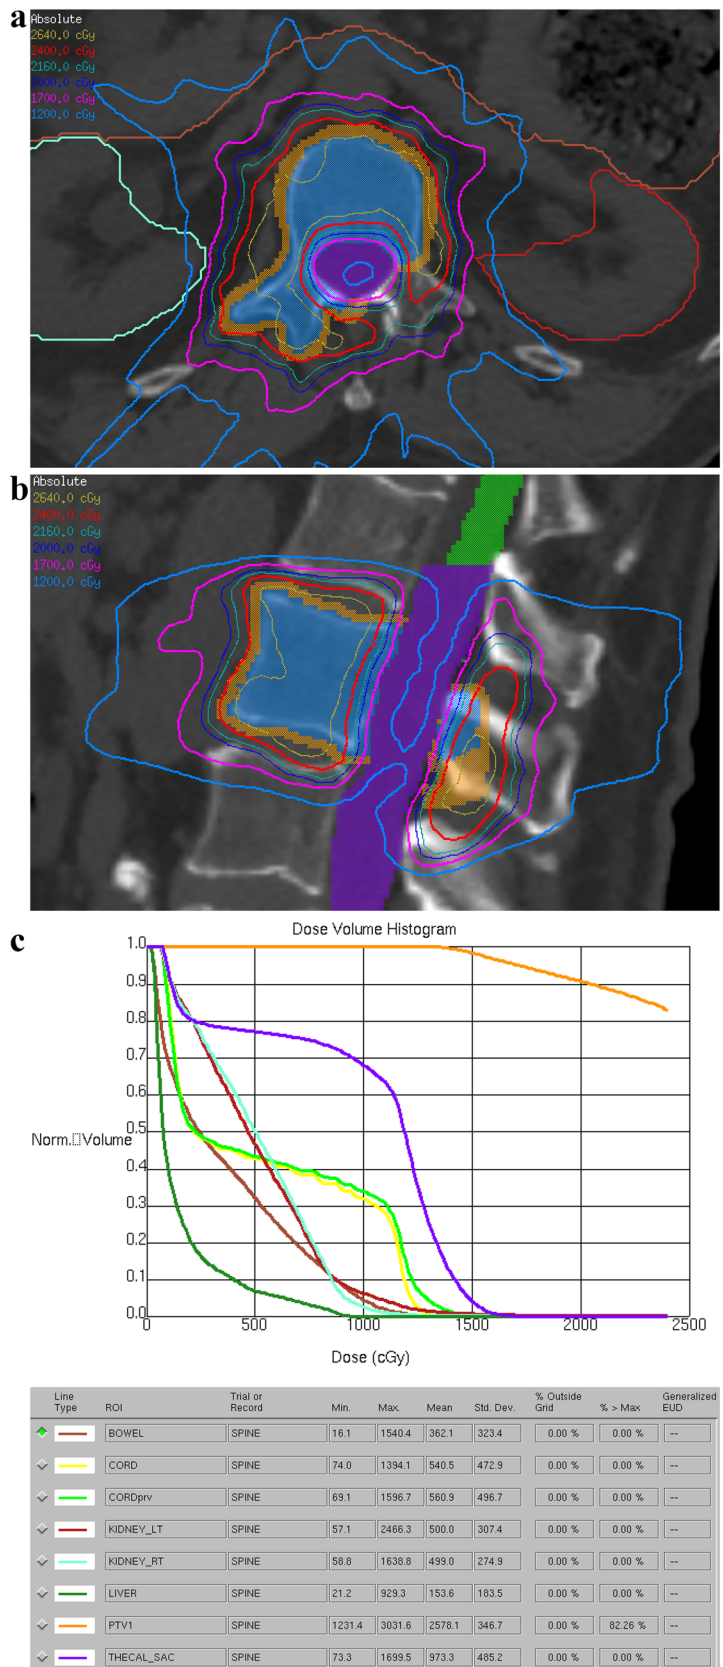 a
Absolute
2640.0 cGy
2400.0 cGy
2160.0 cGy
2000.0 cGy
1700.0 cGy
1200.0 cGy
b
Absolute
2640.0 cGy
2400.0 cGy
2160.0 cGy
2000.0 cGy
1700.0 cGy
1200.0 cGy
c
Dose Volume Histogram
1.0
0.9
0.8
0.7
0.6
0.5
Norm.▯Volume
0.4
0.3
0.2
0.1
0.0
0 500 1000 1500 2000 2500
Dose (cGy)
Line Type ROI Trial or Record Min. Max. Mean Std. Dev. % Outside Grid % > Max Generalized EUD
BOWEL SPINE 16.1 1540.4 362.1 323.4 0.00 % 0.00 % --
CORD SPINE 74.0 1394.1 540.5 472.9 0.00 % 0.00 % --
CORDprv SPINE 69.1 1596.7 560.9 496.7 0.00 % 0.00 % --
KIDNEY_LT SPINE 57.1 2466.3 500.0 307.4 0.00 % 0.00 % --
KIDNEY_RT SPINE 58.8 1638.8 499.0 274.9 0.00 % 0.00 % --
LIVER SPINE 21.2 929.3 153.6 183.5 0.00 % 0.00 % --
PTV1 SPINE 1231.4 3031.6 2578.1 346.7 0.00 % 82.26 % --
THECAL_SAC SPINE 73.3 1699.5 973.3 485.2 0.00 % 0.00 % --